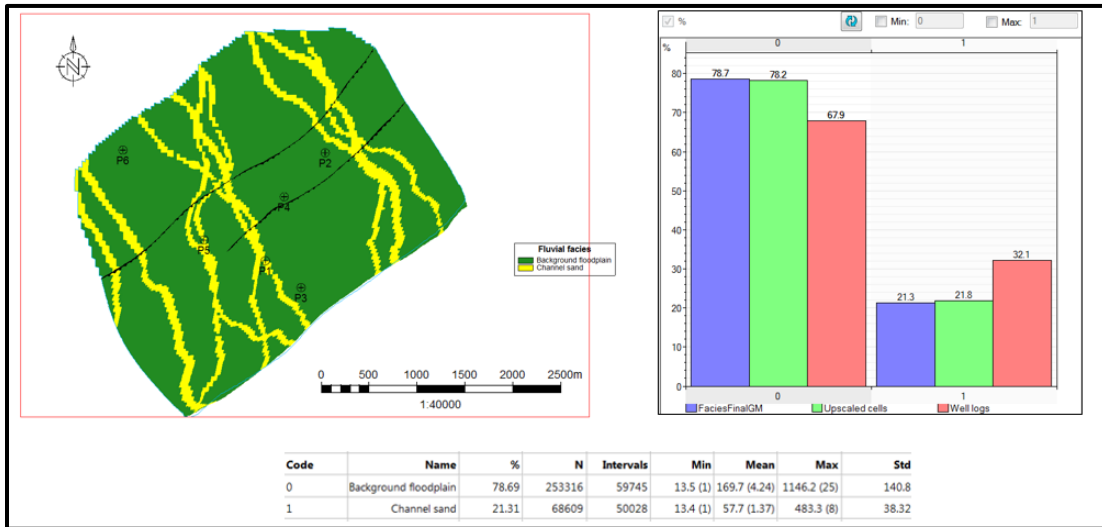 N
P6
P2
P4
P5
P1
P3
Fluvial facies
Background floodplain
Channel sand
0 500 1000 1500 2000 2500m
1:40000
% Min: 0 Max: 1
0 1
%
80
70
60
50
40
30
20
10
0
78.7 78.2 67.9
21.3 21.8 32.1
0 1
FaciesFinalGM Upscaled cells Well logs
Code Name % N Intervals Min Mean Max Std
0 Background floodplain 78.69 253316 59745 13.5 (1) 169.7 (4.24) 1146.2 (25) 140.8
1 Channel sand 21.31 68609 50028 13.4 (1) 57.7 (1.37) 483.3 (8) 38.32